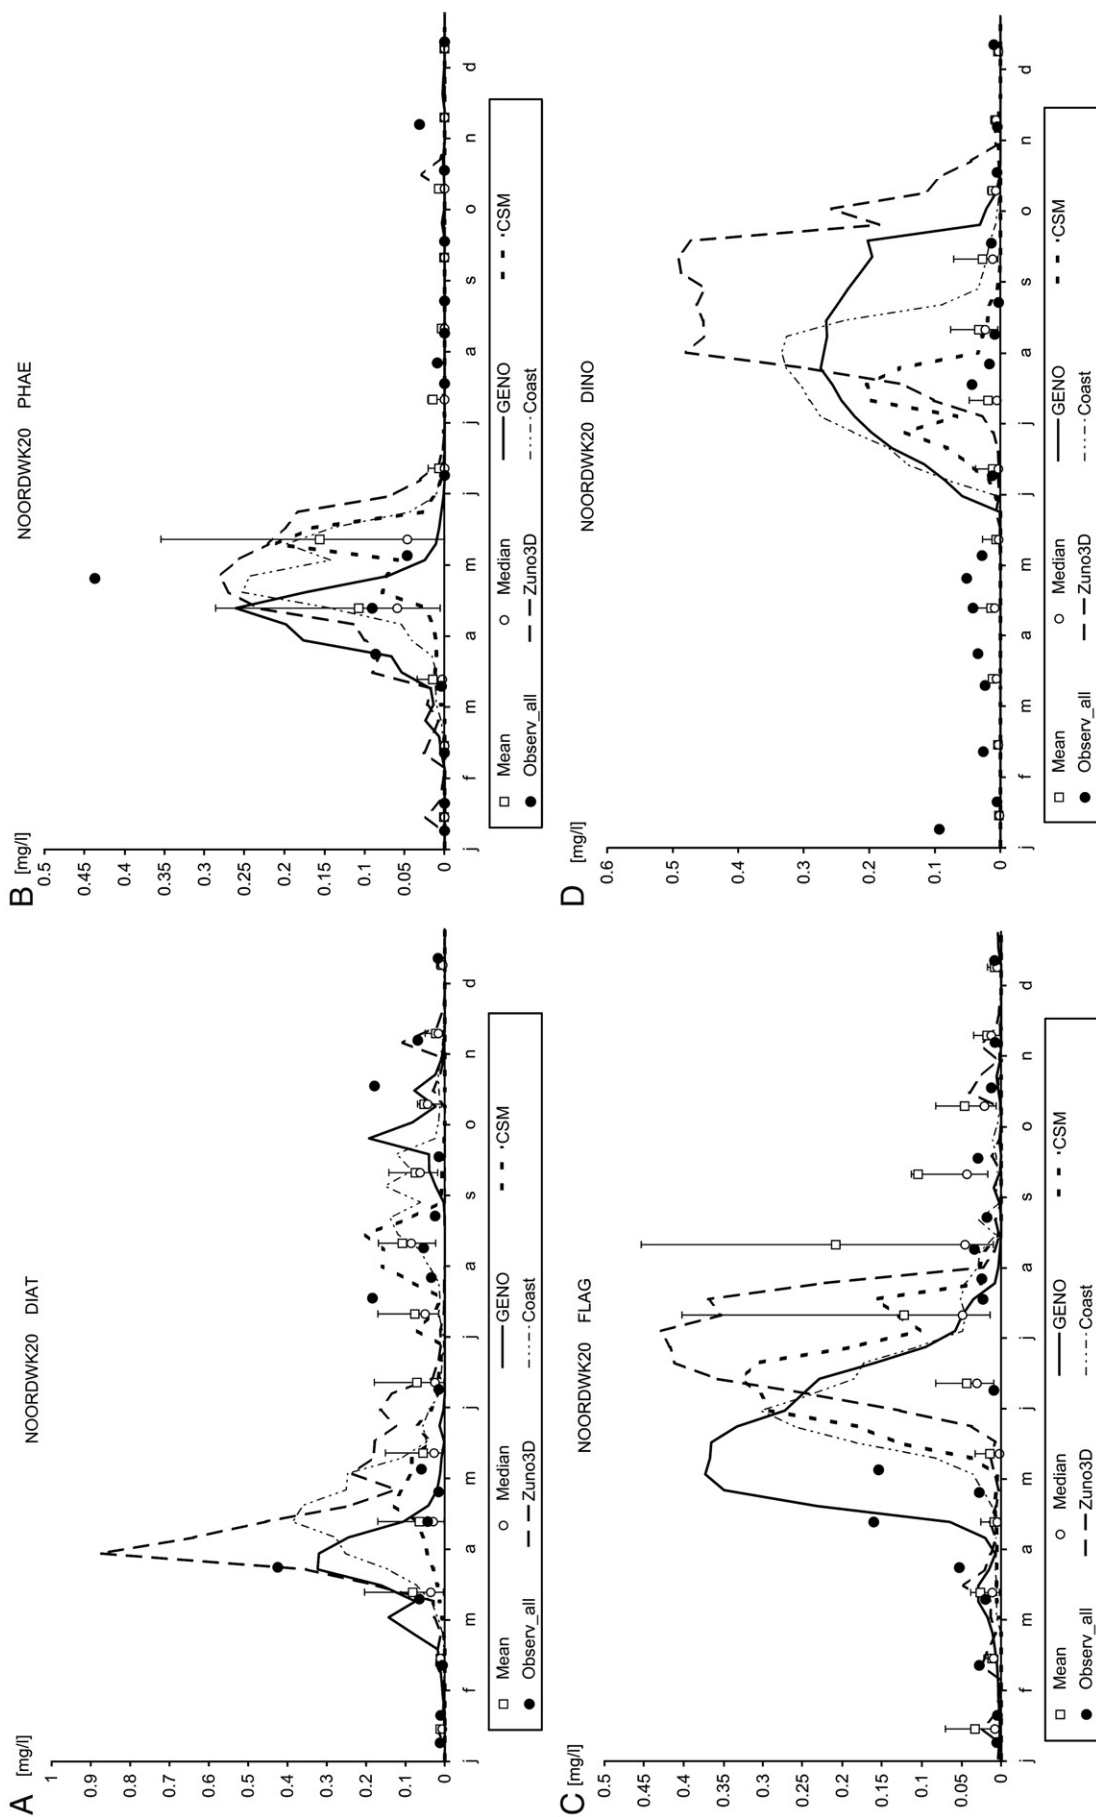 A
[mg/l]
NOORDWK20 DIAT
1
0.9
0.8
0.7
0.6
0.5
0.4
0.3
0.2
0.1
0
j f m a m j j a s o n d
Mean Median GENO CSM
Observ_all Zuno3D Coast
B
[mg/l]
NOORDWK20 PHAE
0.5
0.45
0.4
0.35
0.3
0.25
0.2
0.15
0.1
0.05
0
j f m a m j j a s o n d
Mean Median GENO CSM
Observ_all Zuno3D Coast
C
[mg/l]
NOORDWK20 FLAG
0.5
0.45
0.4
0.35
0.3
0.25
0.2
0.15
0.1
0.05
0
j f m a m j j a s o n d
Mean Median GENO CSM
Observ_all Zuno3D Coast
D
[mg/l]
NOORDWK20 DINO
0.6
0.5
0.4
0.3
0.2
0.1
0
j f m a m j j a s o n d
Mean Median GENO CSM
Observ_all Zuno3D Coast